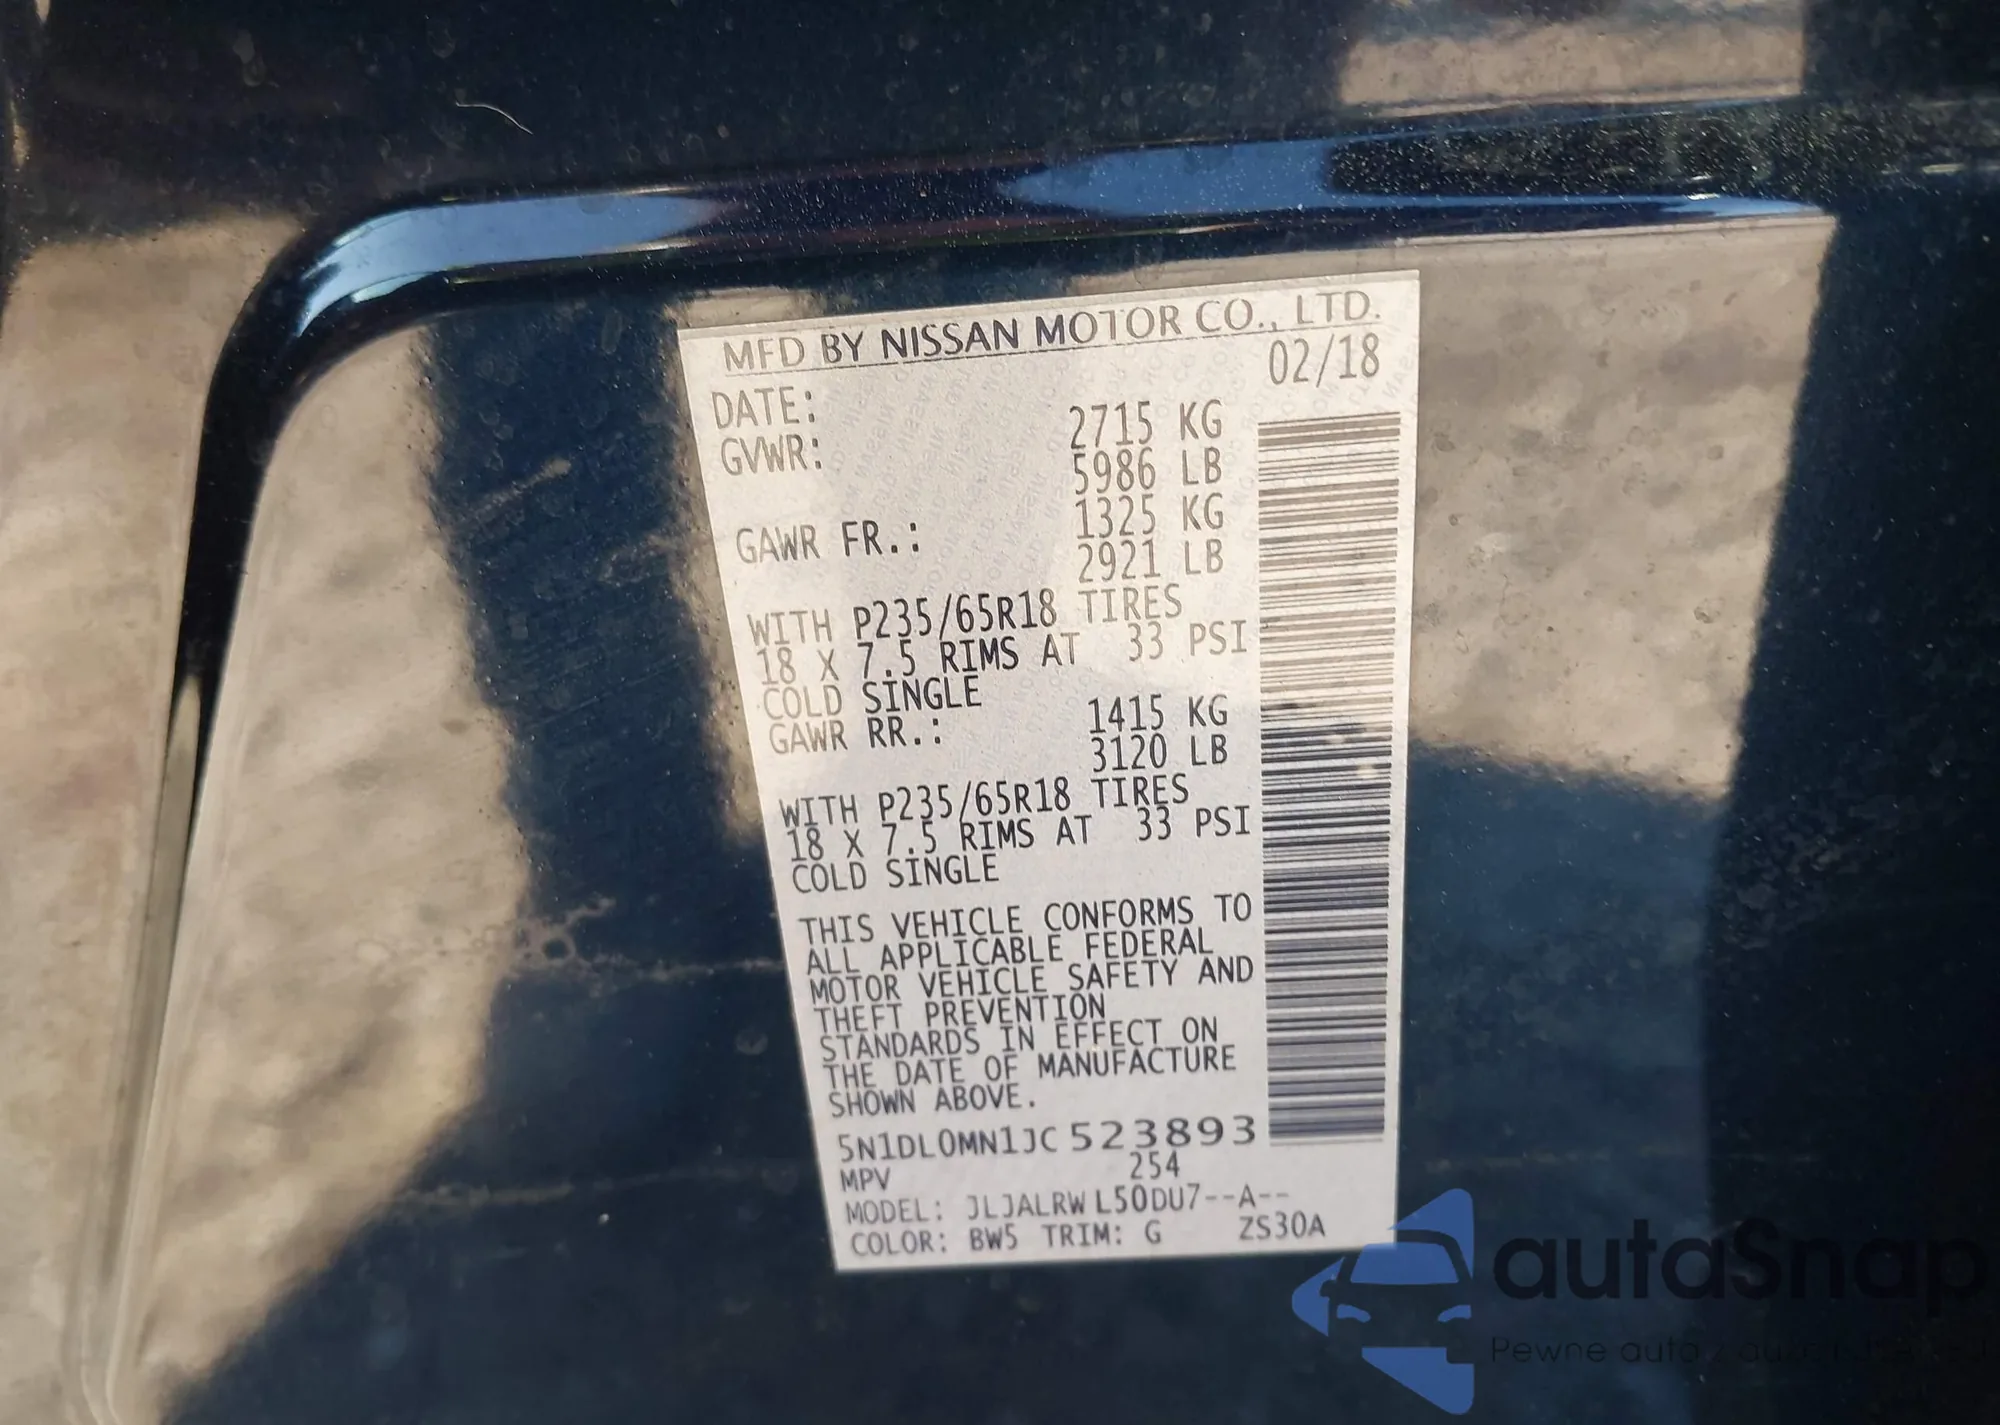 MFD BY NISSAN MOTOR CO., LTD.
DATE: 02/18
GVWR: 2715 KG
5986 LB
GAWR FR.: 1325 KG
2921 LB
WITH P235/65R18 TIRES
18 X 7.5 RIMS AT 33 PSI
COLD SINGLE
GAWR RR.: 1415 KG
3120 LB
WITH P235/65R18 TIRES
18 X 7.5 RIMS AT 33 PSI
COLD SINGLE
THIS VEHICLE CONFORMS TO
ALL APPLICABLE FEDERAL
MOTOR VEHICLE SAFETY AND
THEFT PREVENTION
STANDARDS IN EFFECT ON
THE DATE OF MANUFACTURE
SHOWN ABOVE.
5N1DL0MN1JC523893
MPV 254
MODEL: JLJALRW L50DU7--A--
COLOR: BW5 TRIM: G ZS30A
autaSnap
Pewne auta z